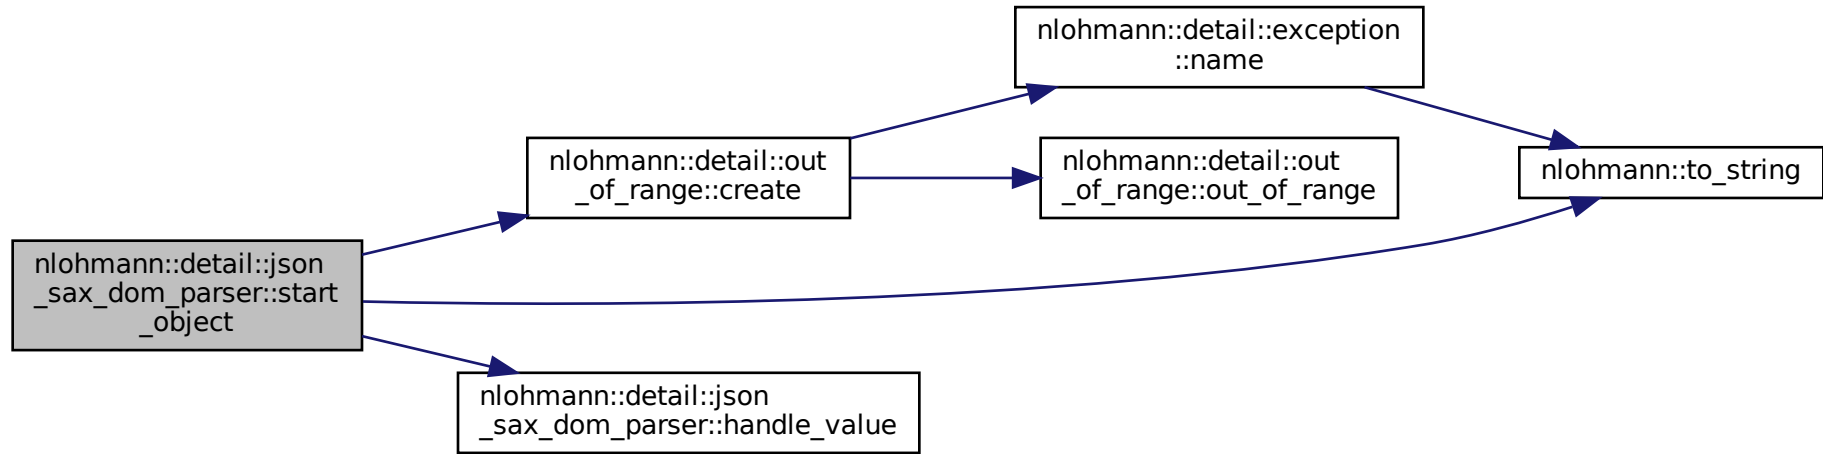 nlohmann::detail::json
_sax_dom_parser::start
_object
nlohmann::detail::out
_of_range::create
nlohmann::detail::exception
::name
nlohmann::to_string
nlohmann::detail::out
_of_range::out_of_range
nlohmann::detail::json
_sax_dom_parser::handle_value